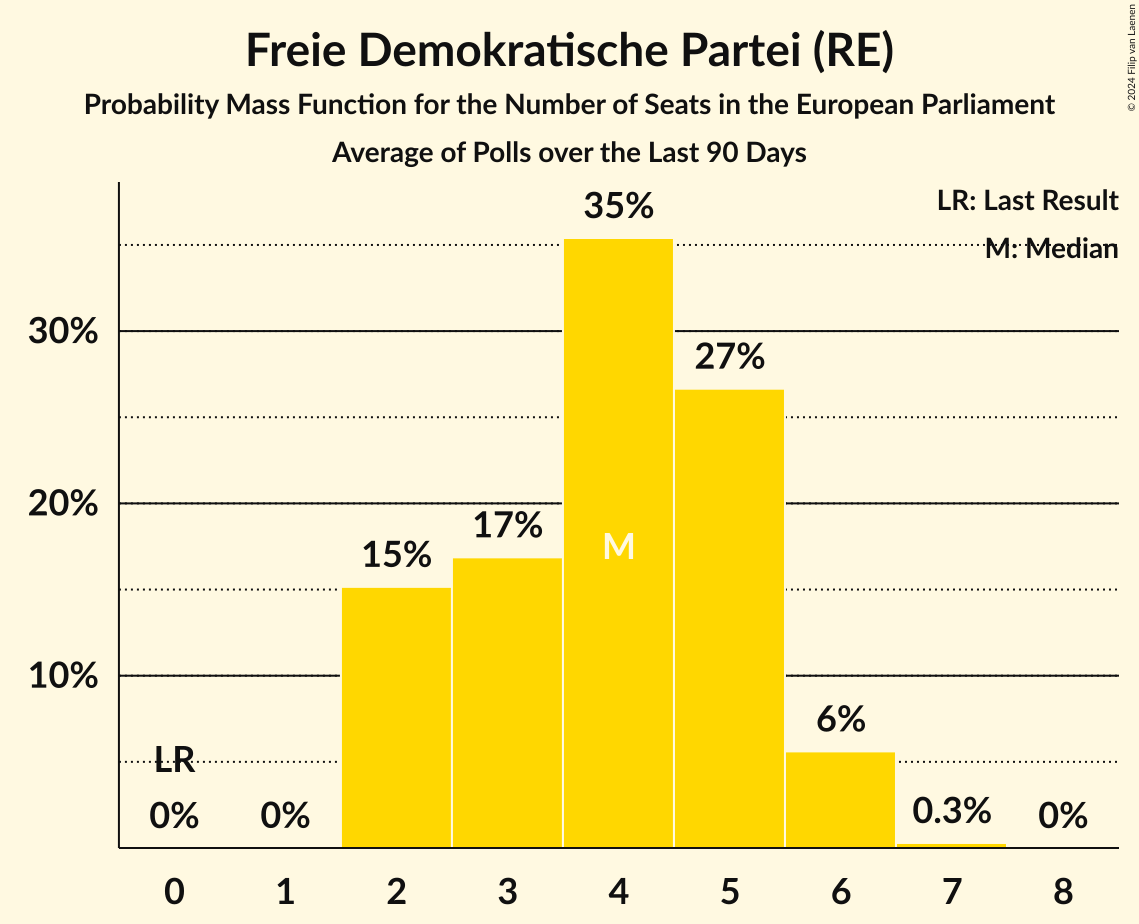 Freie Demokratische Partei (RE)
Probability Mass Function for the Number of Seats in the European Parliament
Average of Polls over the Last 90 Days
© 2024 Filip van Laenen
LR: Last Result
M: Median
35%
30%
27%
20%
17%
15%
M
10%
6%
LR
0%
0%
0.3%
0%
0 1 2 3 4 5 6 7 8